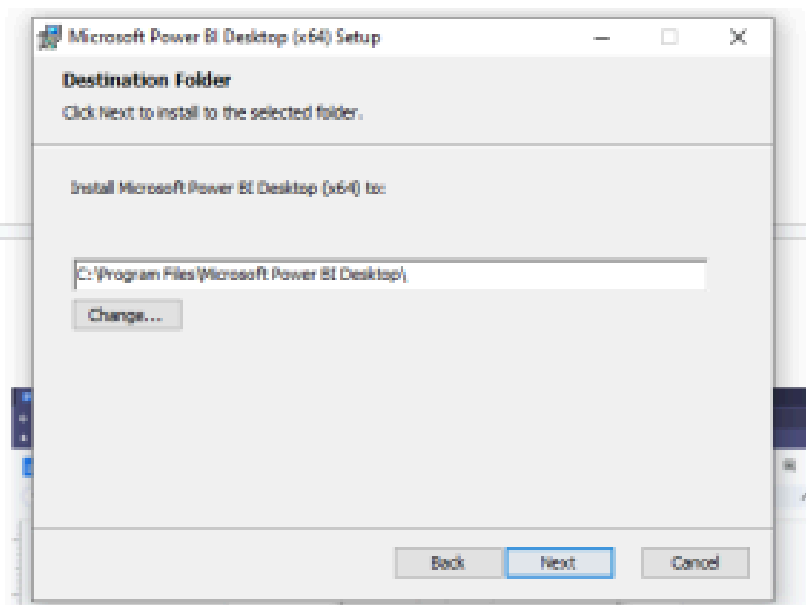 Microsoft Power BI Desktop (x64) Setup
Destination Folder
Click Next to install to the selected folder.
Install Microsoft Power BI Desktop (x64) to:
C:\Program Files\Microsoft Power BI Desktop\
Change...
Back Next Cancel